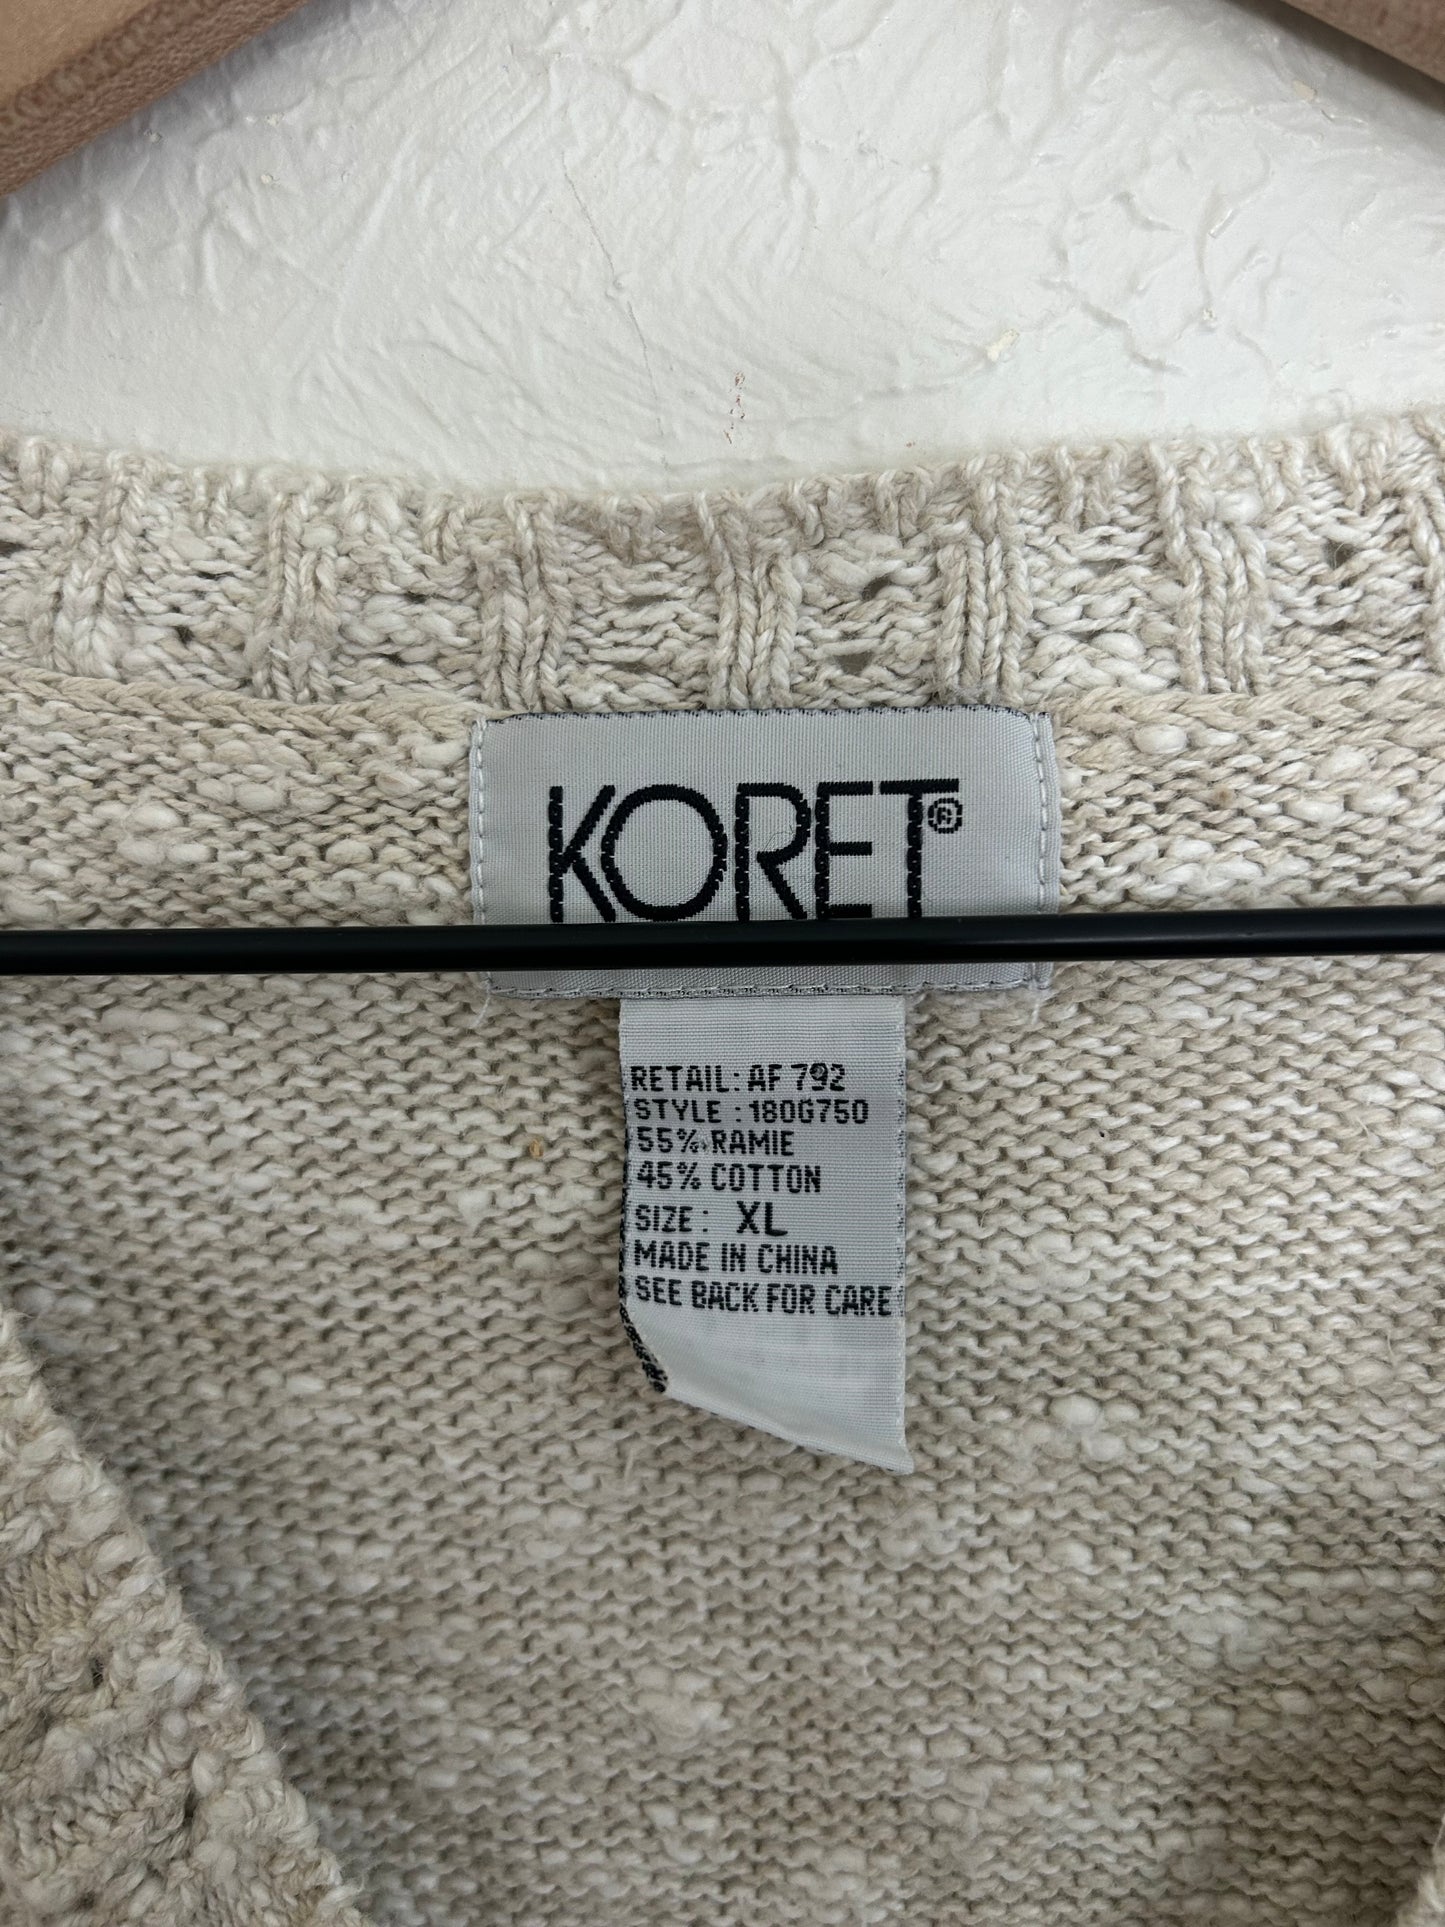 KORET®
RETAIL: AF 792
STYLE : 180G750
55% RAMIE
45% COTTON
SIZE: XL
MADE IN CHINA
SEE BACK FOR CARE